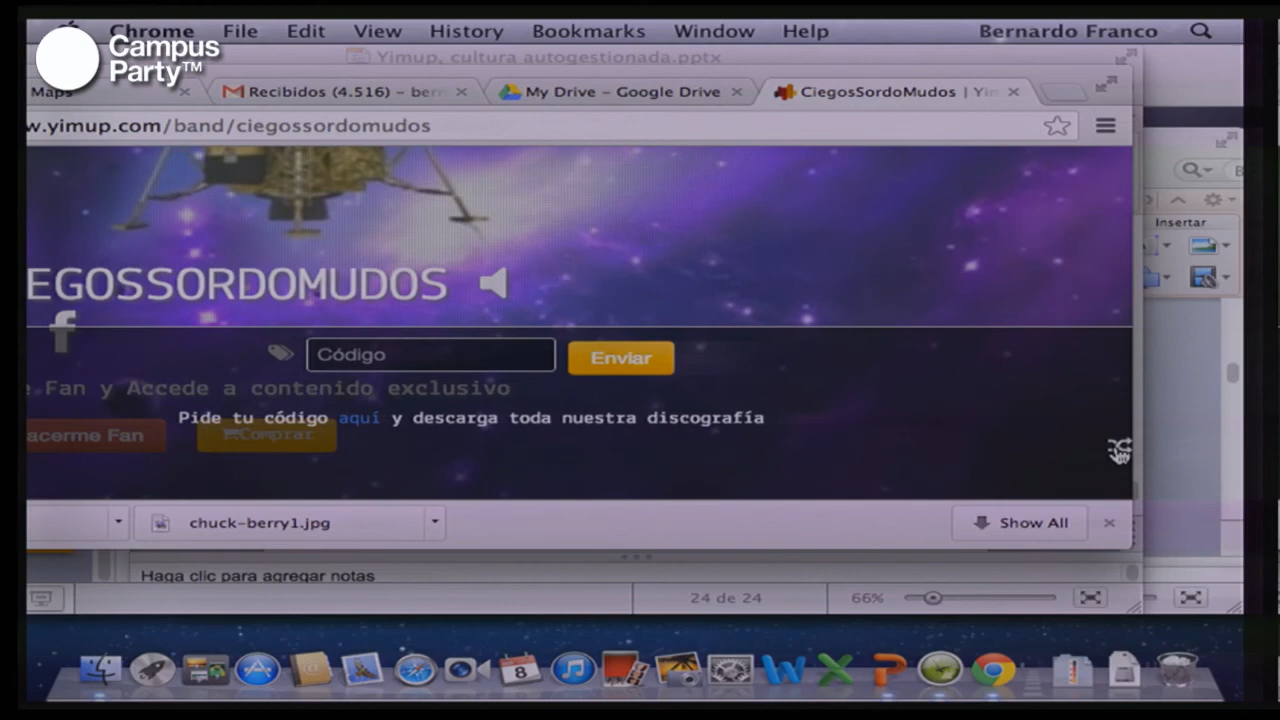 Campus
Party™
Chrome File Edit View History Bookmarks Window Help Bernardo Franco
Yimup, cultura autogestionada.pptx
Maps
Recibidos (4.516) – bern
My Drive – Google Drive
CiegosSordoMudos | Yim
w.yimup.com/band/ciegossordomudos
Insertar
EGOSSORDOMUDOS
f
Código
Enviar
Fan y Accede a contenido exclusivo
Pide tu código aquí y descarga toda nuestra discografía
acerme Fan
Comprar
chuck-berry1.jpg
Show All
Haga clic para agregar notas
24 de 24
66%
8
W X P